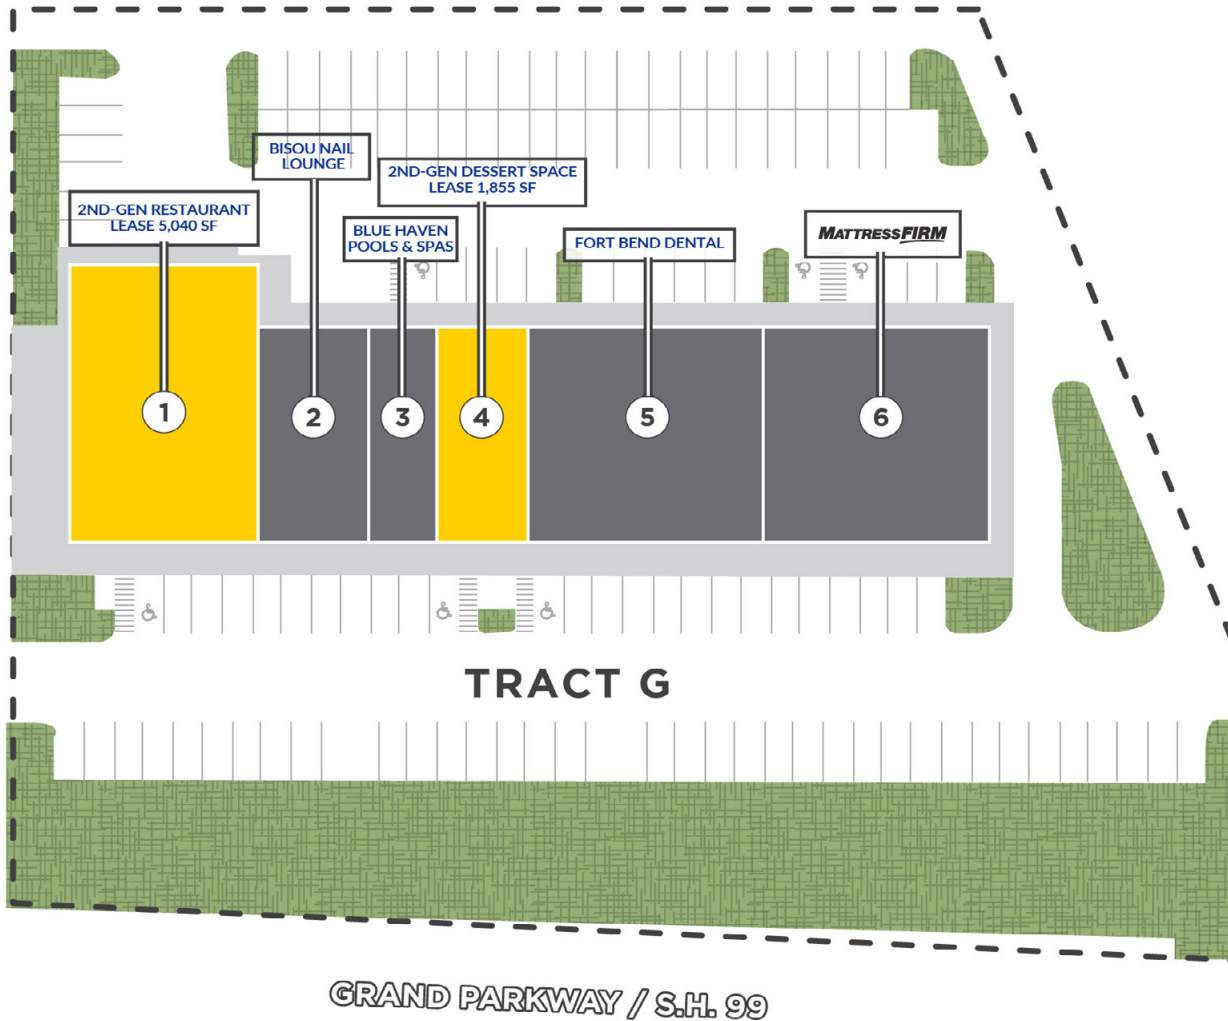 BISOU NAIL
LOUNGE
2ND-GEN DESSERT SPACE
LEASE 1,855 SF
2ND-GEN RESTAURANT
LEASE 5,040 SF
BLUE HAVEN
POOLS & SPAS
FORT BEND DENTAL
MATTRESSFIRM
1
2
3
4
5
6
TRACT G
GRAND PARKWAY / S.H. 99